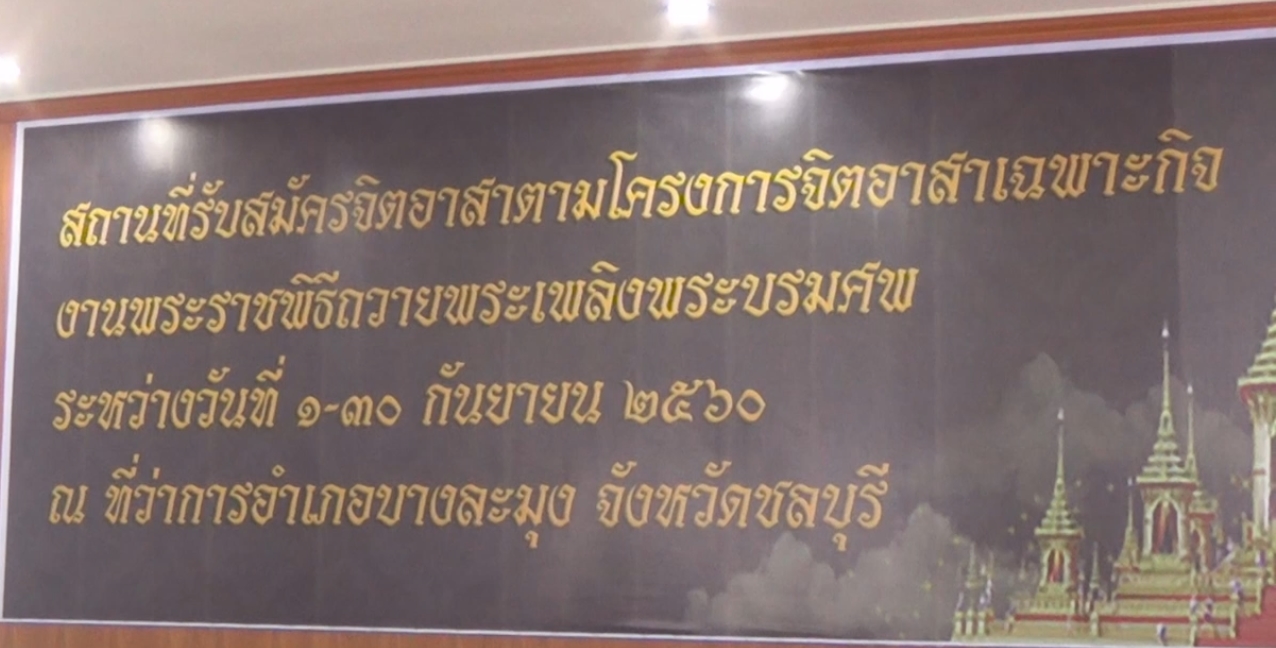 สถานที่รับสมัครจิตอาสาตามโครงการจิตอาสาเฉพาะกิจ
งานพระราชพิธีถวายพระเพลิงพระบรมศพ
ระหว่างวันที่ ๑-๓๐ กันยายน ๒๕๖๐
ณ ที่ว่าการอำเภอบางละมุง จังหวัดชลบุรี